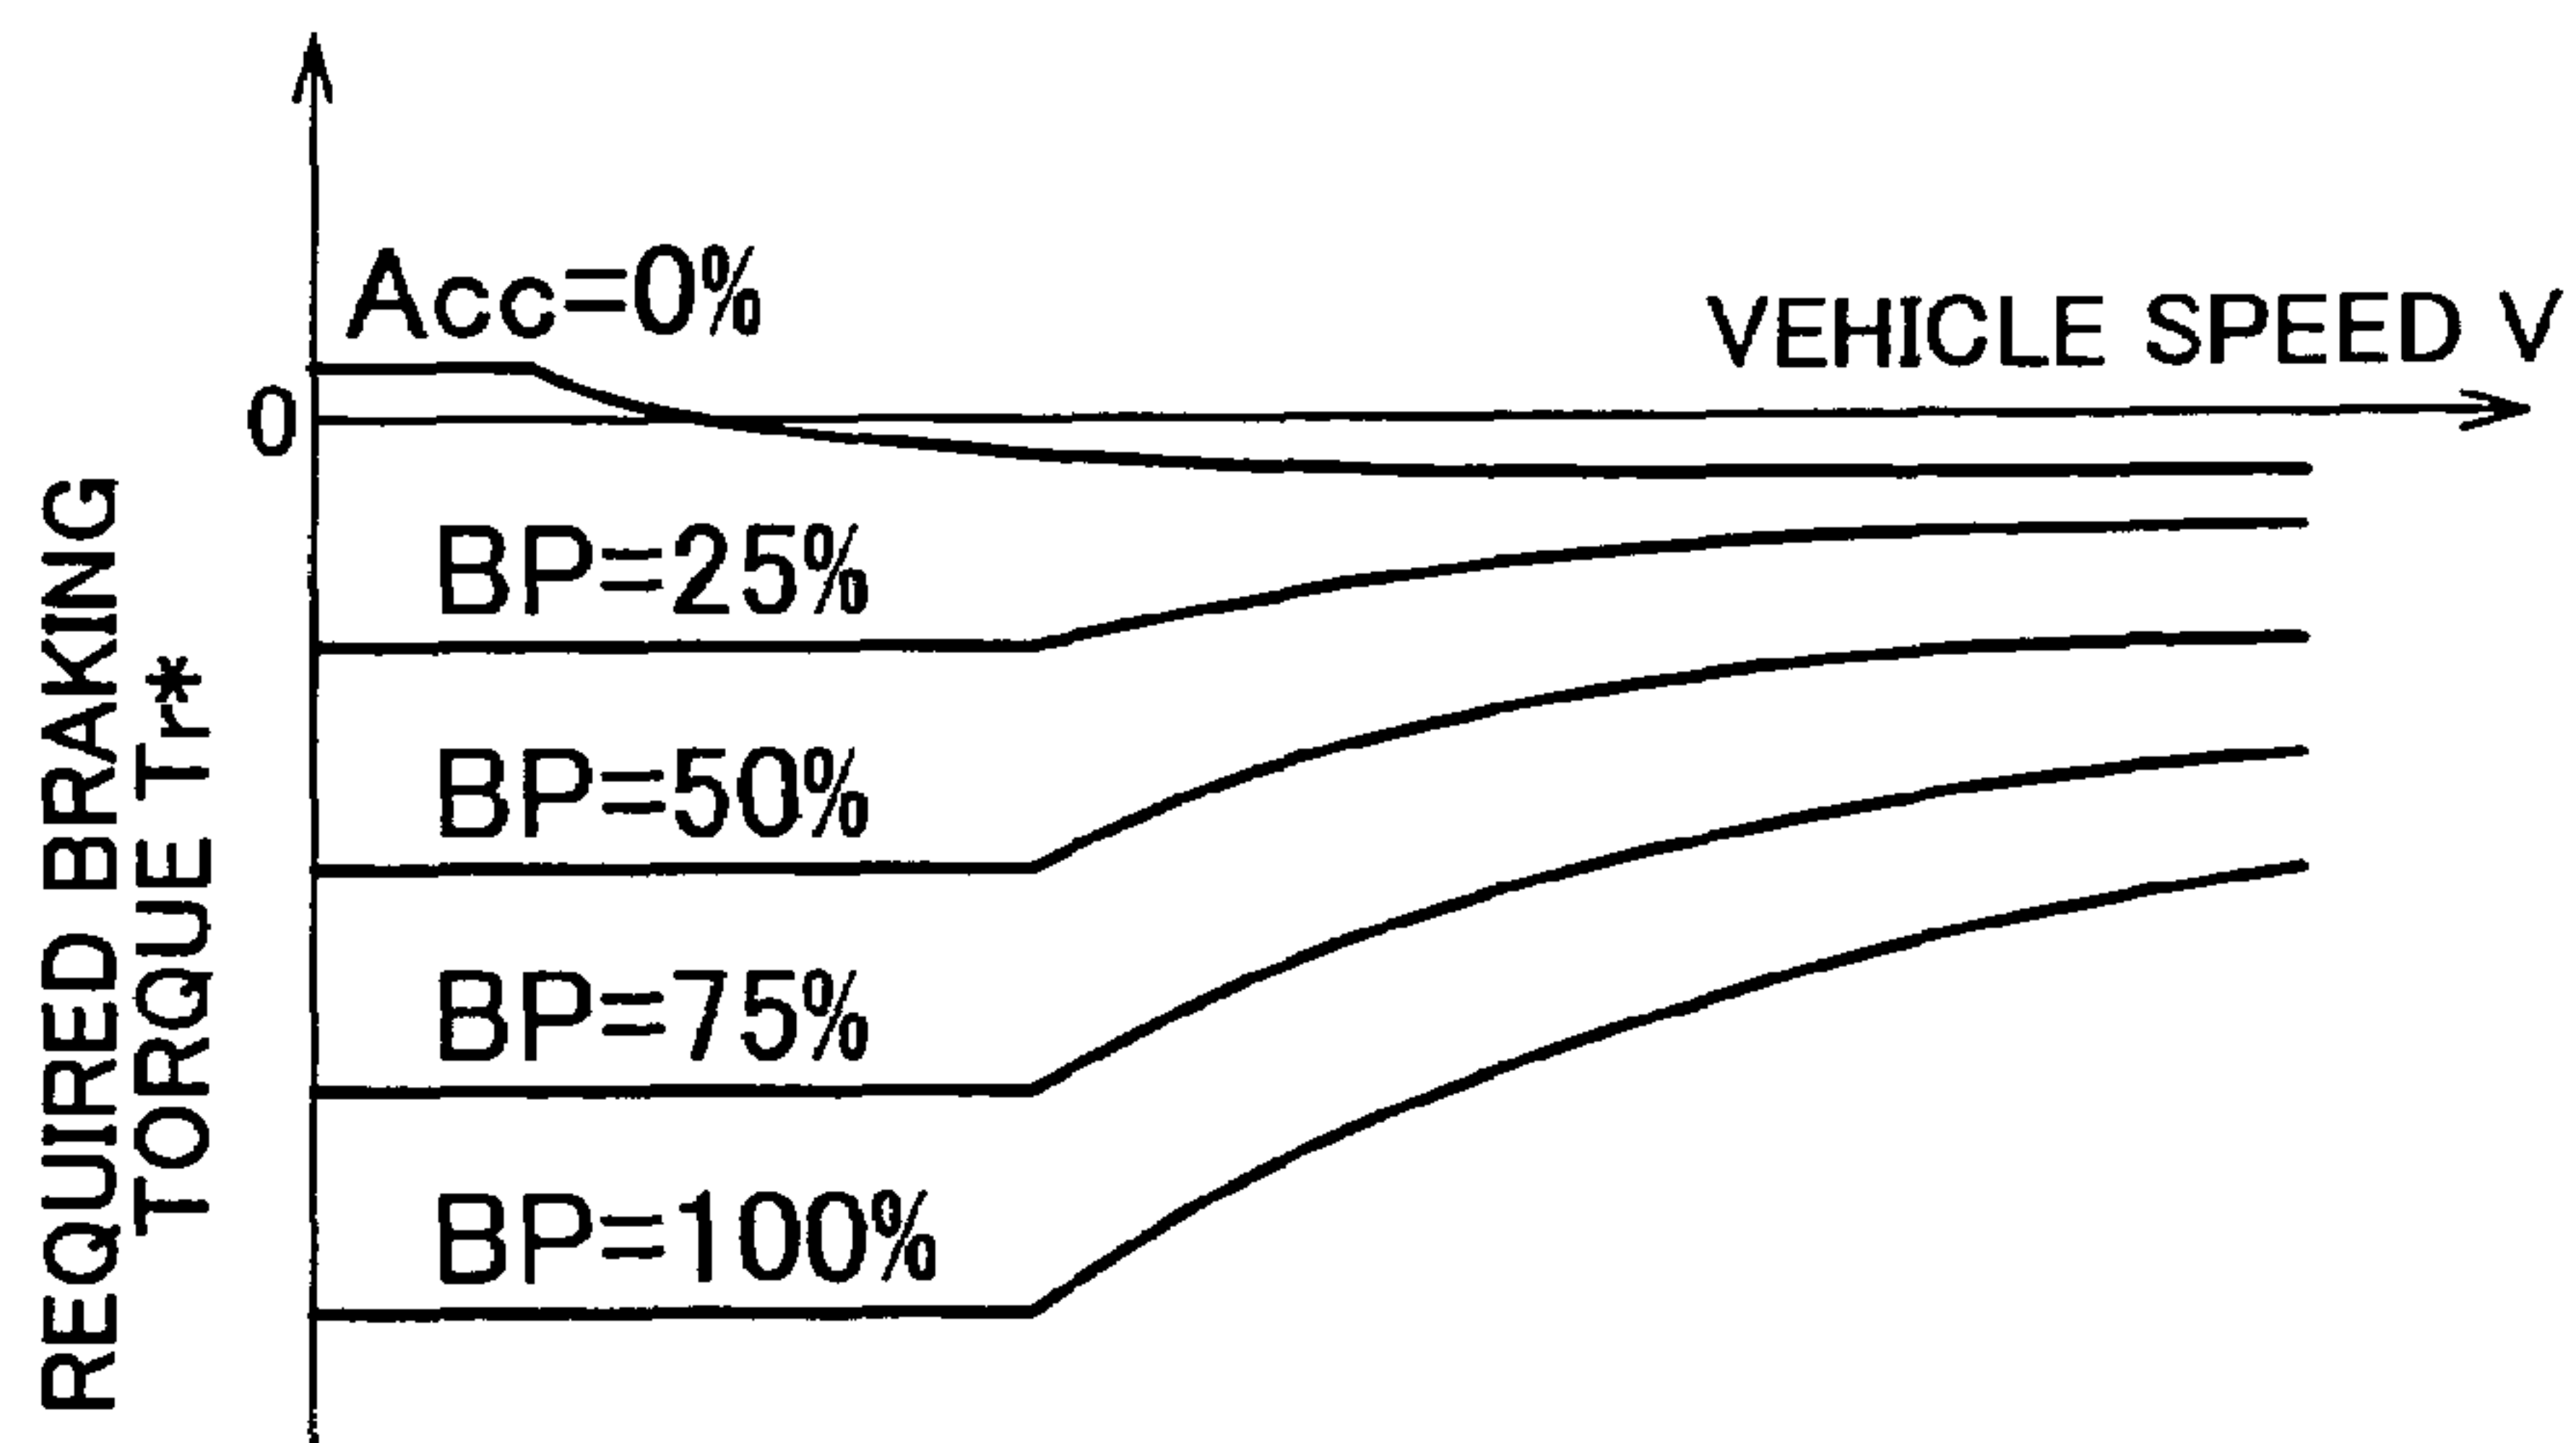 Acc=0%
VEHICLE SPEED V
0
REQUIRED BRAKING
TORQUE Tr*
BP=25%
BP=50%
BP=75%
BP=100%